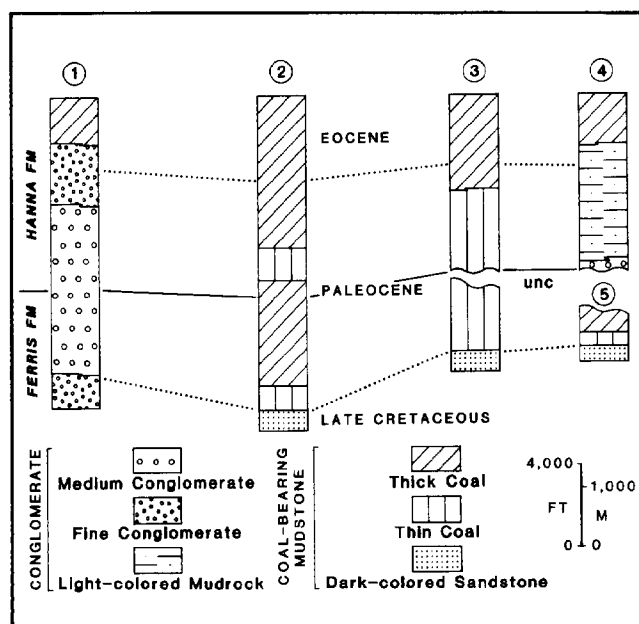 1
2
3
4
EOCENE
HANNA FM
PALEOCENE
unc
5
FERRIS FM
LATE CRETACEOUS
CONGLOMERATE
Medium Conglomerate
Fine Conglomerate
Light-colored Mudrock
COAL-BEARING
MUDSTONE
Thick Coal
Thin Coal
Dark-colored Sandstone
4,000
1,000
FT M
0 0